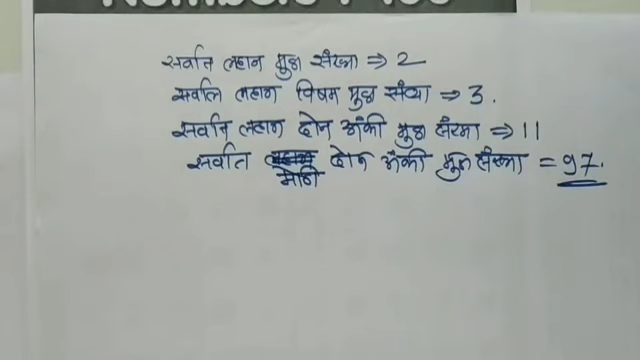 सर्वात लहान मुळ संख्या ⇒ 2
सर्वात लहान विषम मुळ संख्या ⇒ 3.
सर्वात लहान दोन अंकी मुळ संख्या ⇒ 11
सर्वात मोठी दोन अंकी मुळ संख्या = 97.